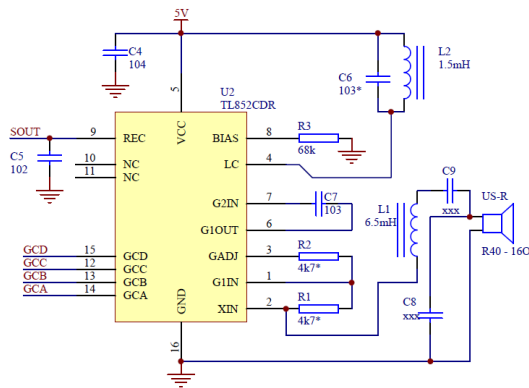 5V
C4
104
5
U2
TL852CDR
C6
103*
L2
1.5mH
SOUT
9
REC
VCC
BIAS
8
R3
68k
C5
102
10
NC
11
NC
LC
4
G2IN
7
C7
103
G1OUT
6
L1
6.5mH
C9
xxx
US-R
R40 - 16O
GCD
15
GCD
GADJ
3
R2
4k7*
GCC
12
GCC
GCB
13
GCB
G1IN
1
GCA
14
GCA
XIN
2
R1
4k7*
GND
16
C8
xxx